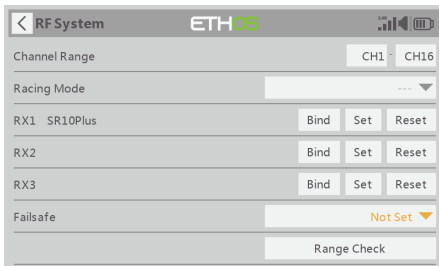 RF System ETHOS
Channel Range CH1 - CH16
Racing Mode ---
RX1 SR10Plus Bind Set Reset
RX2 Bind Set Reset
RX3 Bind Set Reset
Failsafe Not Set
Range Check